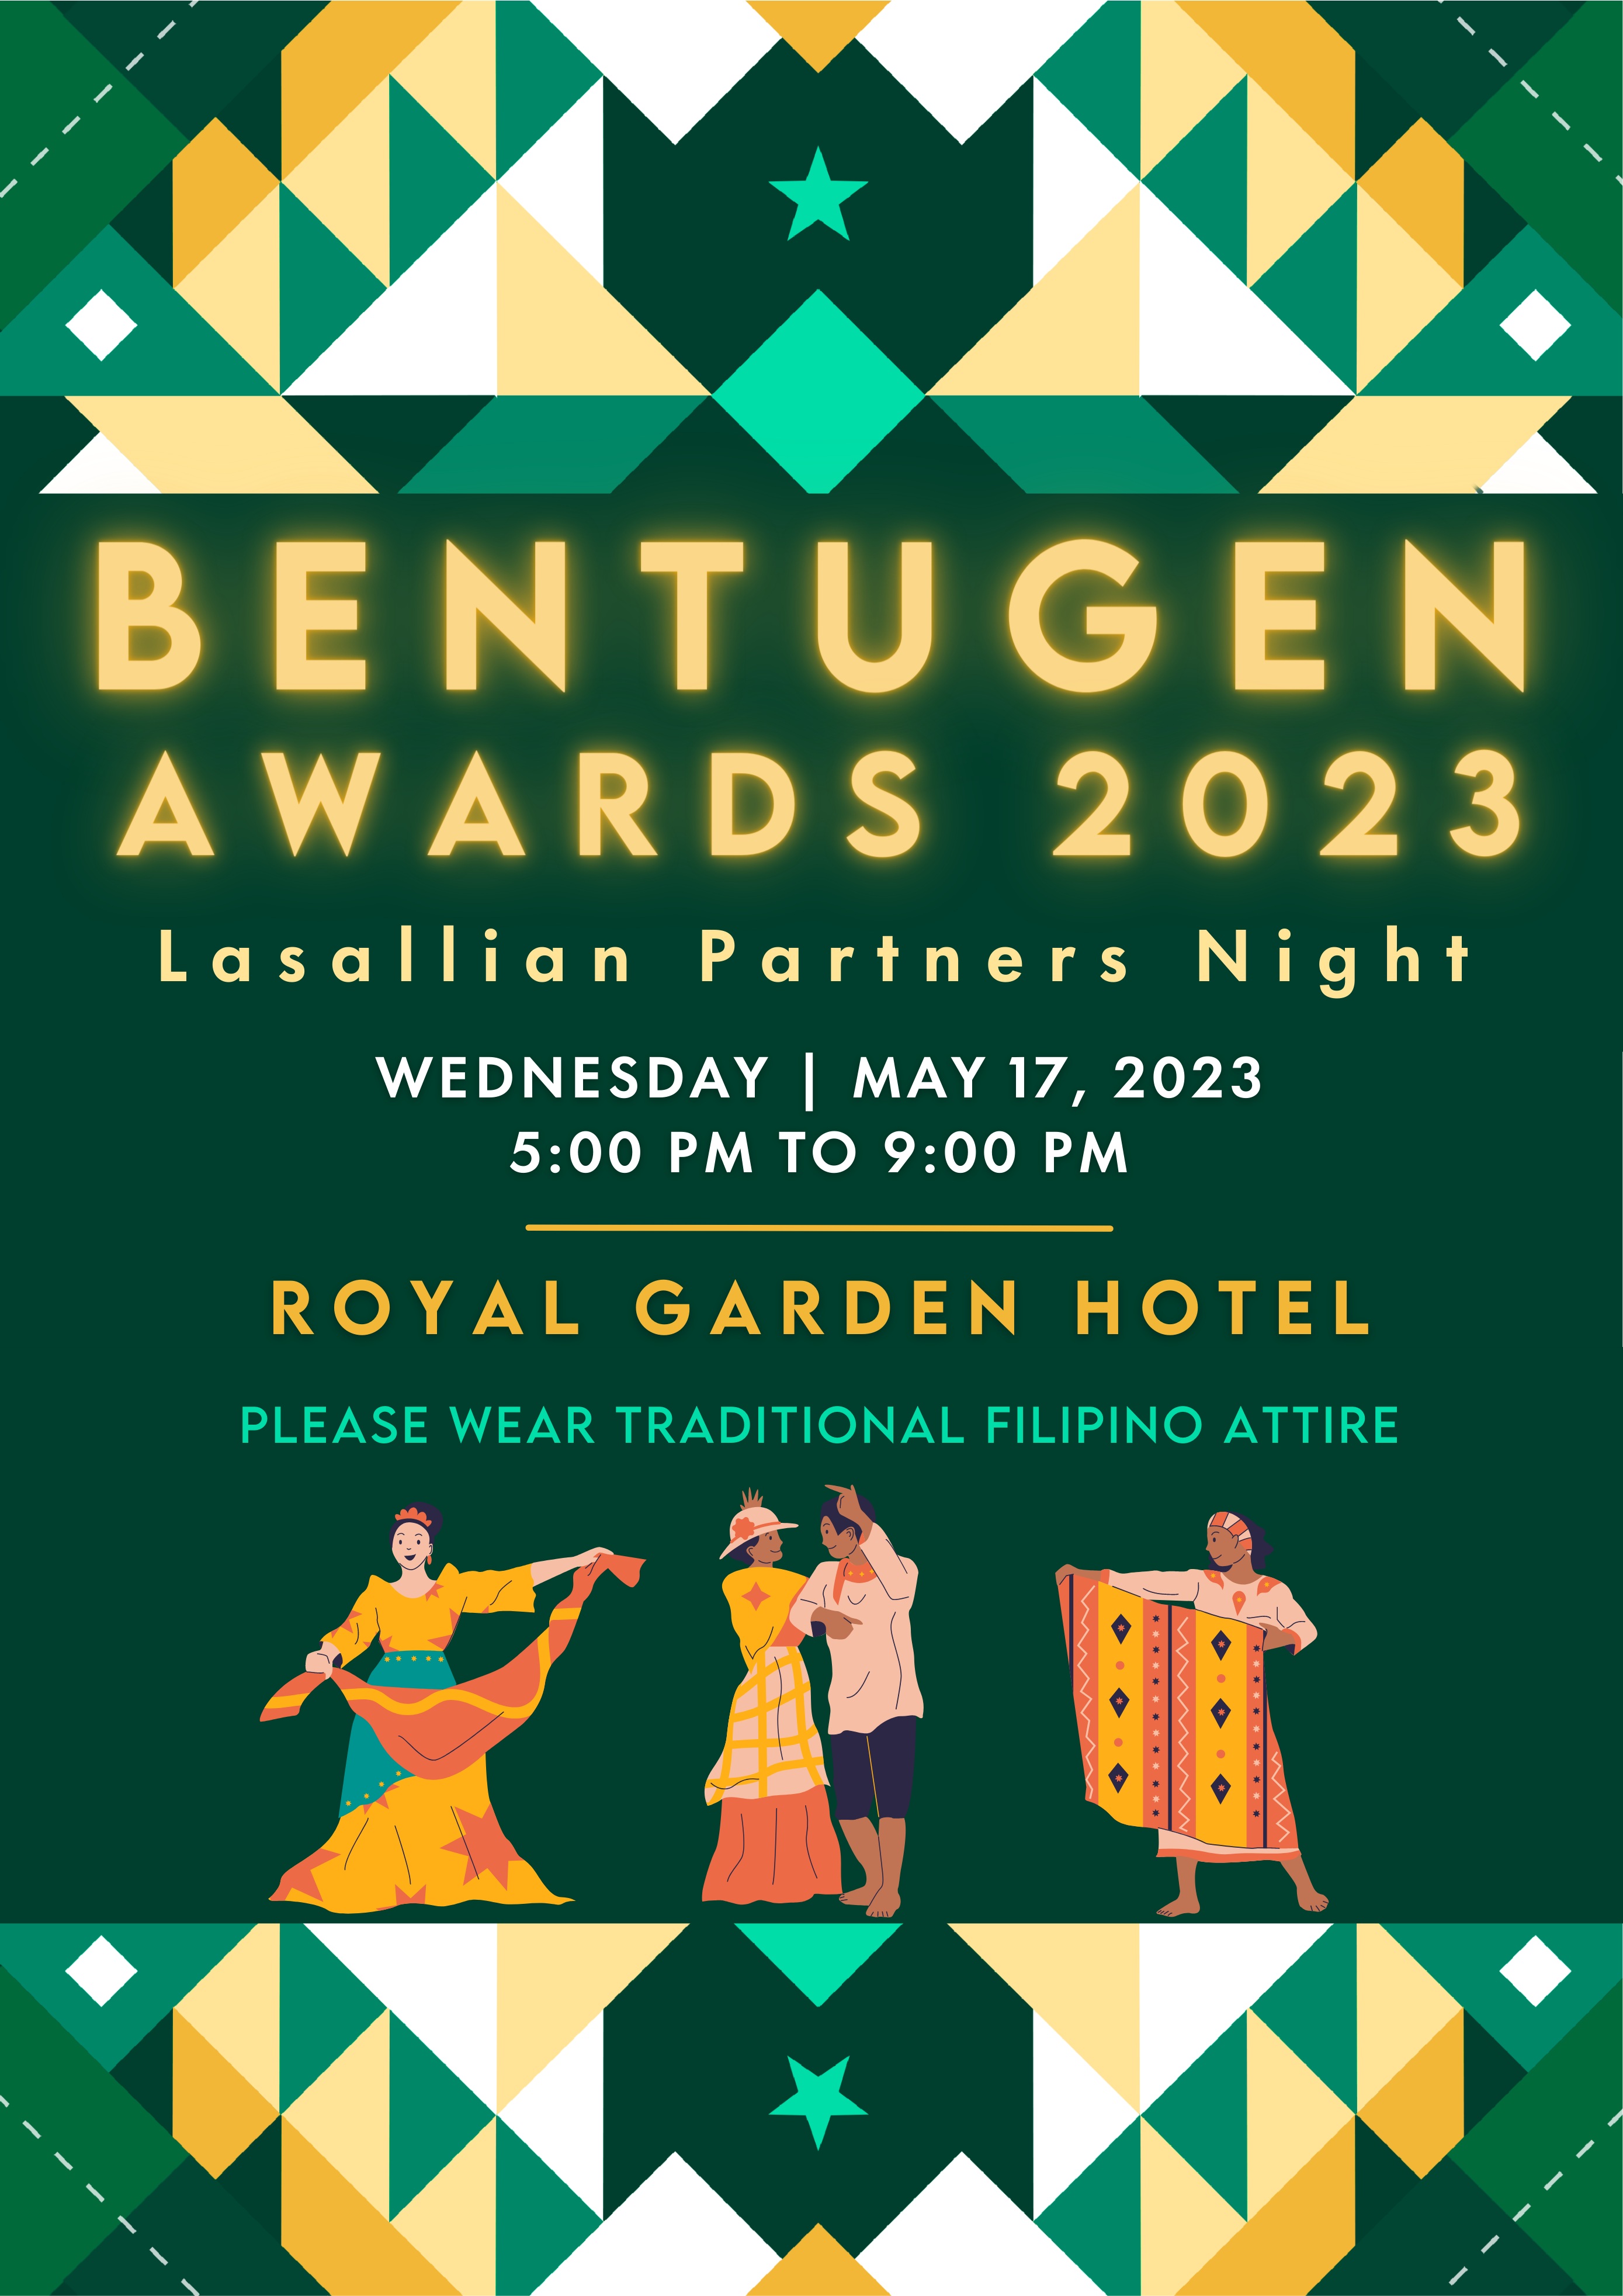 BENTUGEN
AWARDS 2023
Lasallian Partners Night
WEDNESDAY | MAY 17, 2023
5:00 PM TO 9:00 PM
ROYAL GARDEN HOTEL
PLEASE WEAR TRADITIONAL FILIPINO ATTIRE